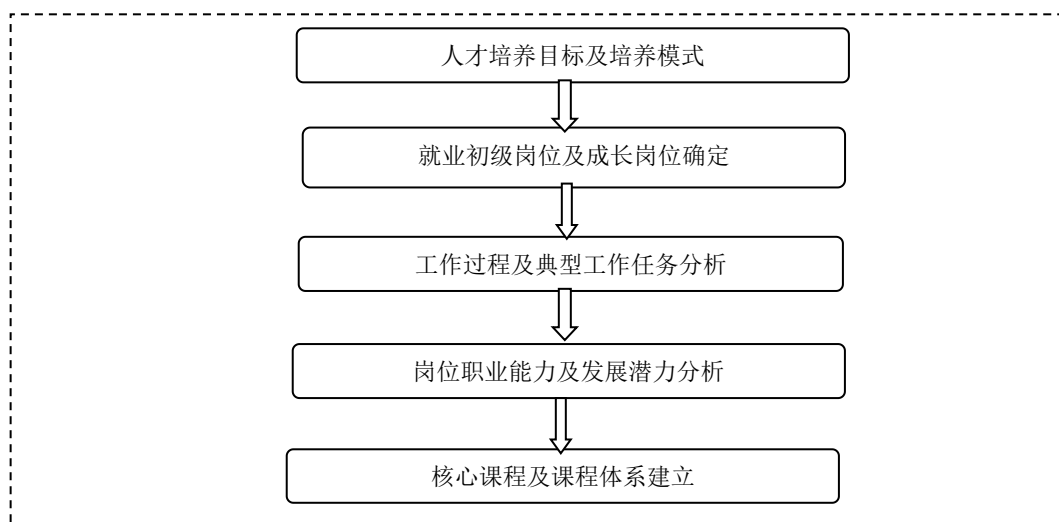 人才培养目标及培养模式
就业初级岗位及成长岗位确定
工作过程及典型工作任务分析
岗位职业能力及发展潜力分析
核心课程及课程体系建立